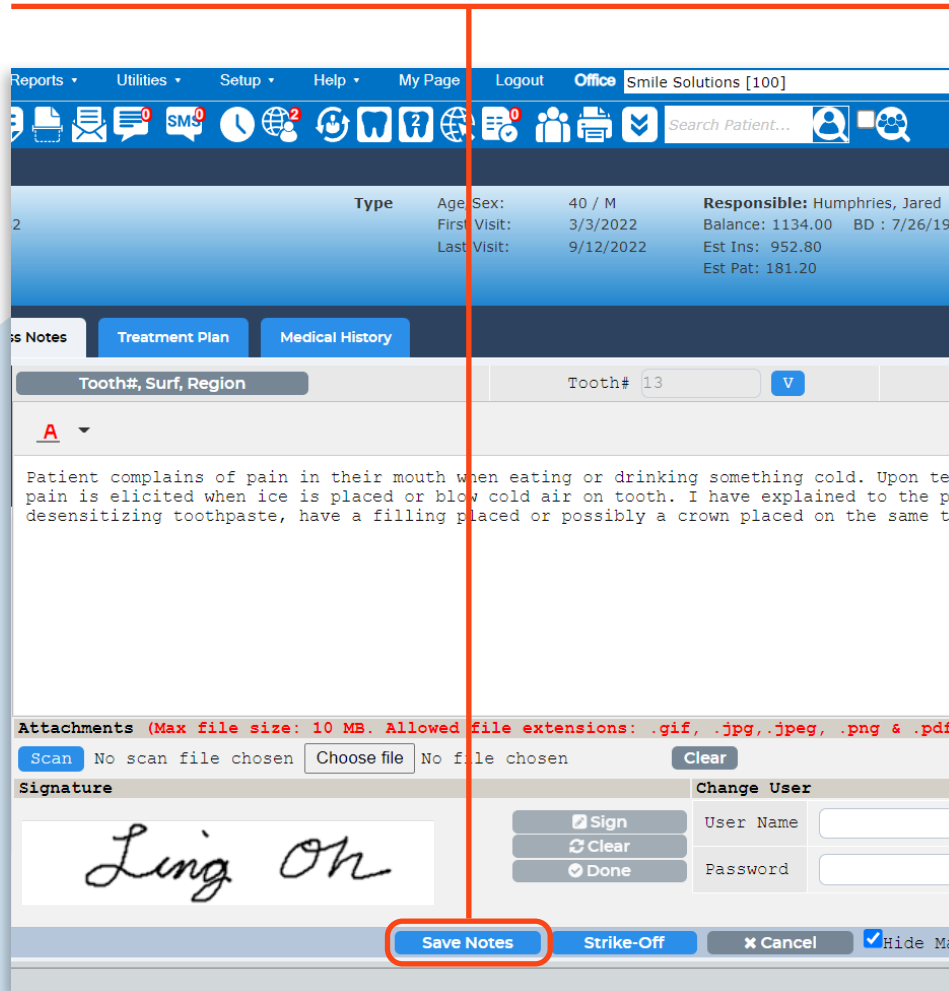 Reports Utilities Setup Help My Page Logout Office Smile Solutions [100]
0 SMS 0 2 2 0 Search Patient...
Type Age/Sex: 40 / M Responsible: Humphries, Jared
2 First Visit: 3/3/2022 Balance: 1134.00 BD : 7/26/19
Last Visit: 9/12/2022 Est Ins: 952.80
Est Pat: 181.20
ss Notes Treatment Plan Medical History
Tooth#, Surf, Region Tooth# 13 V
A
Patient complains of pain in their mouth when eating or drinking something cold. Upon te
pain is elicited when ice is placed or blow cold air on tooth. I have explained to the p
desensitizing toothpaste, have a filling placed or possibly a crown placed on the same t
Attachments (Max file size: 10 MB. Allowed file extensions: .gif, .jpg,.jpeg, .png & .pdf
Scan No scan file chosen Choose file No file chosen Clear
Signature Change User
Ling Oh
Sign User Name
Clear
Done Password
Save Notes Strike-Off Cancel Hide Ma